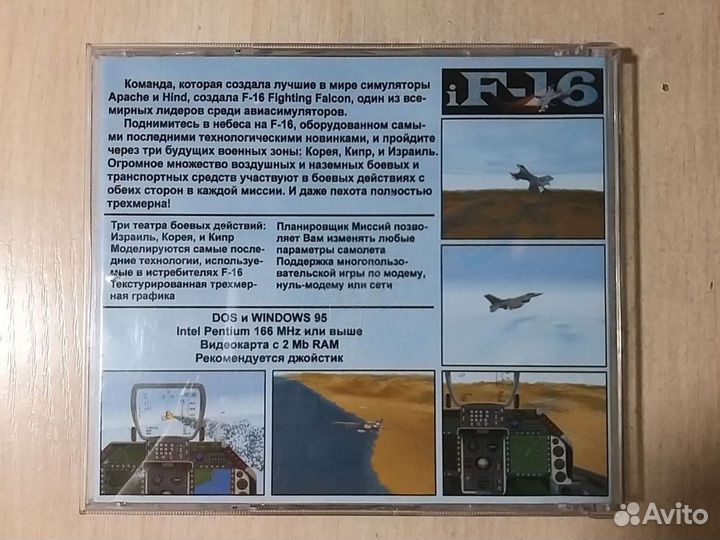 Команда, которая создала лучшие в мире симуляторы
Apache и Hind, создала F-16 Fighting Falcon, один из все-
мирных лидеров среди авиасимуляторов.
Поднимитесь в небеса на F-16, оборудованном самы-
ми последними технологическими новинками, и пройдите
через три будущих военных зоны: Корея, Кипр, и Израиль.
Огромное множество воздушных и наземных боевых и
транспортных средств участвуют в боевых действиях с
обеих сторон в каждой миссии. И даже пехота полностью
трехмерна!
iF-16
Три театра боевых действий:
Израиль, Корея, и Кипр
Моделируются самые после-
дние технологии, используе-
мые в истребителях F-16
Текстурированная трехмер-
ная графика
Планировщик Миссий позво-
ляет Вам изменять любые
параметры самолета
Поддержка многопользо-
вательской игры по модему,
нуль-модему или сети
DOS и WINDOWS 95
Intel Pentium 166 MHz или выше
Видеокарта с 2 Mb RAM
Рекомендуется джойстик
Avito